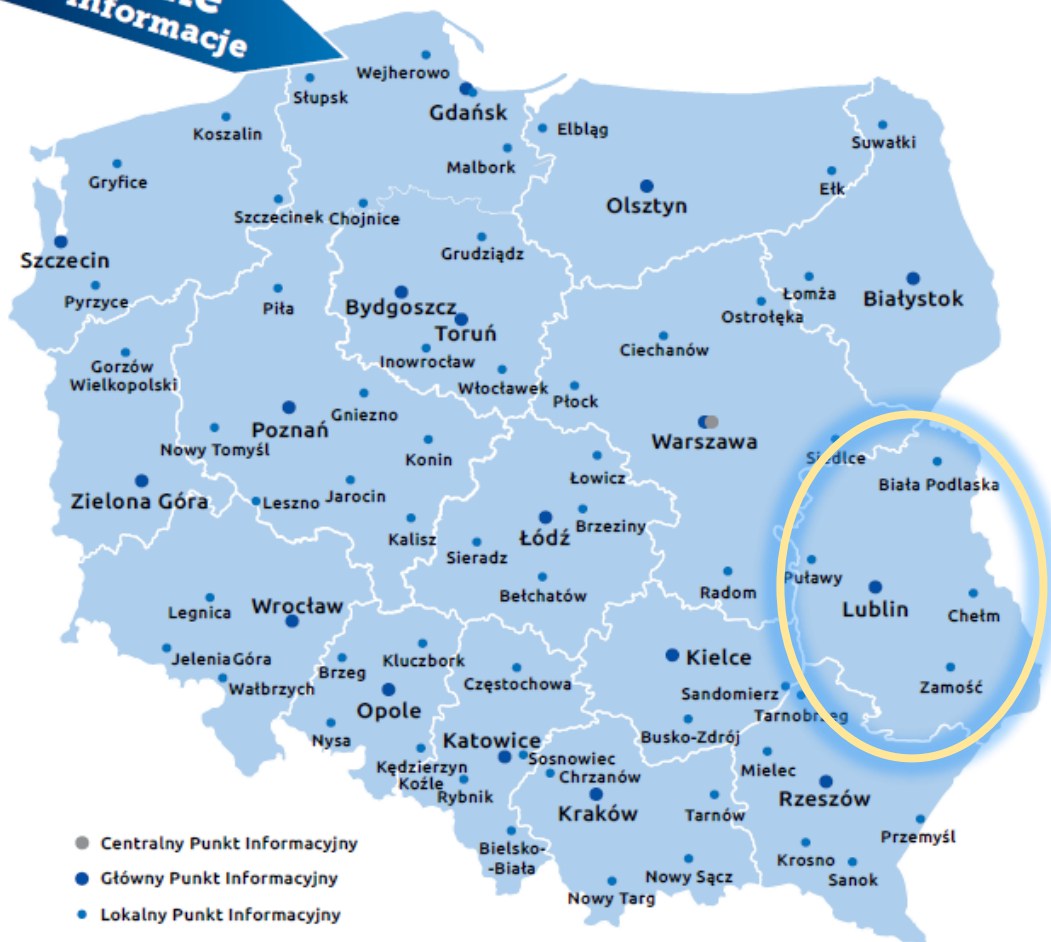 ne
informacje
Wejherowo
Słupsk
Gdańsk
Koszalin
Elbląg
Suwałki
Malbork
Gryfice
Ełk
Olsztyn
Szczecinek
Chojnice
Grudziądz
Szczecin
Pyrzyce
Piła
Bydgoszcz
Łomża
Białystok
Ostrołęka
Toruń
Ciechanów
Inowrocław
Gorzów
Wielkopolski
Włocławek
Płock
Gniezno
Poznań
Warszawa
Nowy Tomyśl
Konin
Siedlce
Łowicz
Biała Podlaska
Zielona Góra
Leszno
Jarocin
Brzeziny
Kalisz
Łódź
Sieradz
Puławy
Bełchatów
Radom
Lublin
Legnica
Wrocław
Chełm
JeleniaGóra
Brzeg
Kluczbork
Kielce
Wałbrzych
Częstochowa
Sandomierz
Zamość
Opole
Tarnobrzeg
Nysa
Katowice
Busko-Zdrój
Sosnowiec
Kędzierzyn
Koźle
Chrzanów
Mielec
Rybnik
Kraków
Tarnów
Rzeszów
Przemyśl
Bielsko-
-Biała
Krosno
Nowy Sącz
Sanok
Nowy Targ
Centralny Punkt Informacyjny
Główny Punkt Informacyjny
Lokalny Punkt Informacyjny